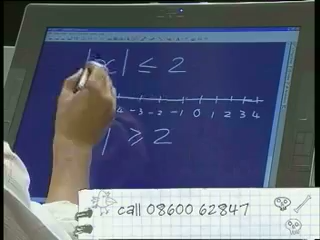 |x| ≤ 2
-4 -3 -2 -1 0 1 2 3 4
| ≥ 2
call 08600 62847